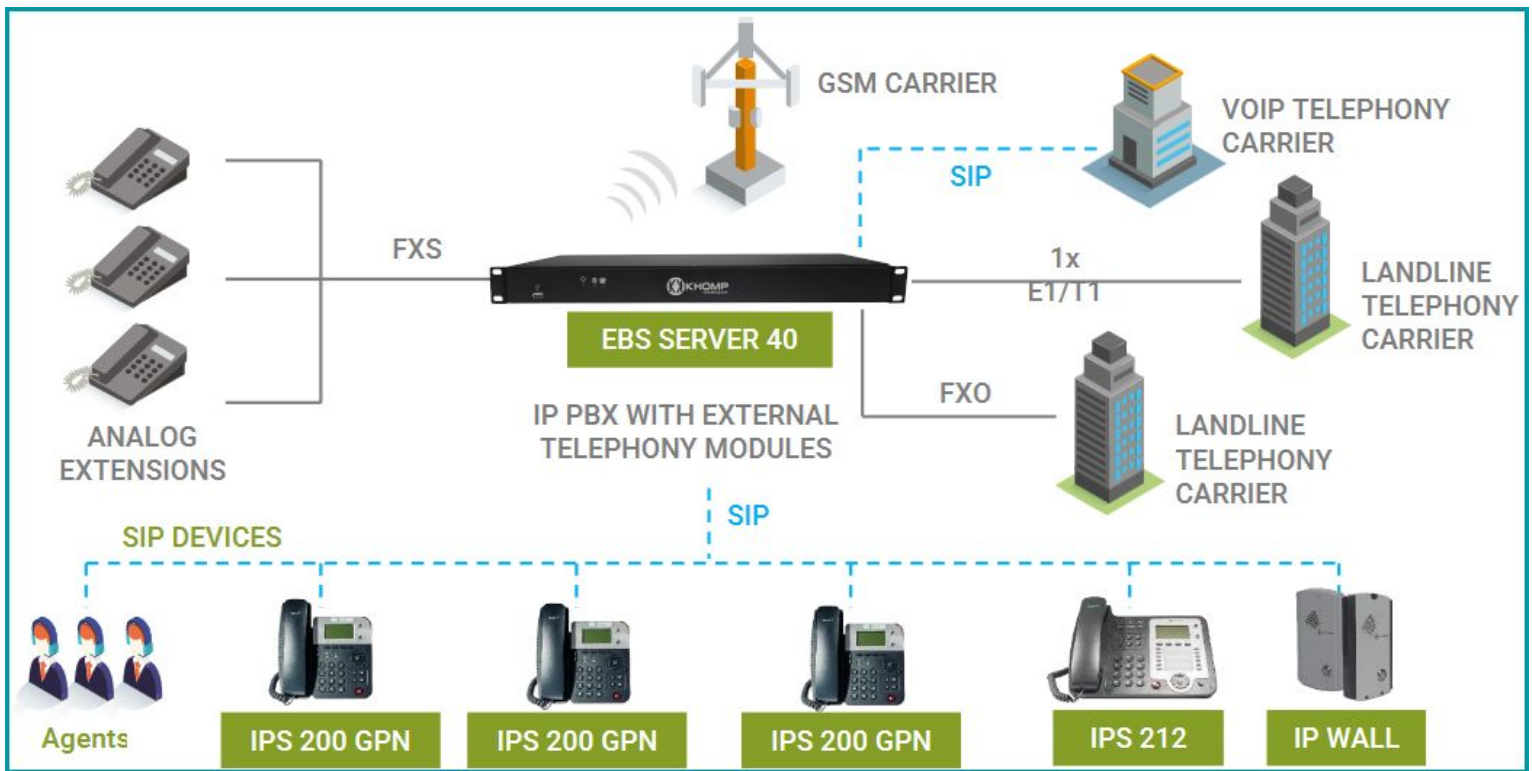 GSM CARRIER
VOIP TELEPHONY
CARRIER
SIP
FXS
1x
E1/T1
LANDLINE
TELEPHONY
CARRIER
KHOMP
EBS SERVER 40
FXO
IP PBX WITH EXTERNAL
TELEPHONY MODULES
LANDLINE
TELEPHONY
CARRIER
ANALOG
EXTENSIONS
SIP
SIP DEVICES
Agents
IPS 200 GPN
IPS 200 GPN
IPS 200 GPN
IPS 212
IP WALL